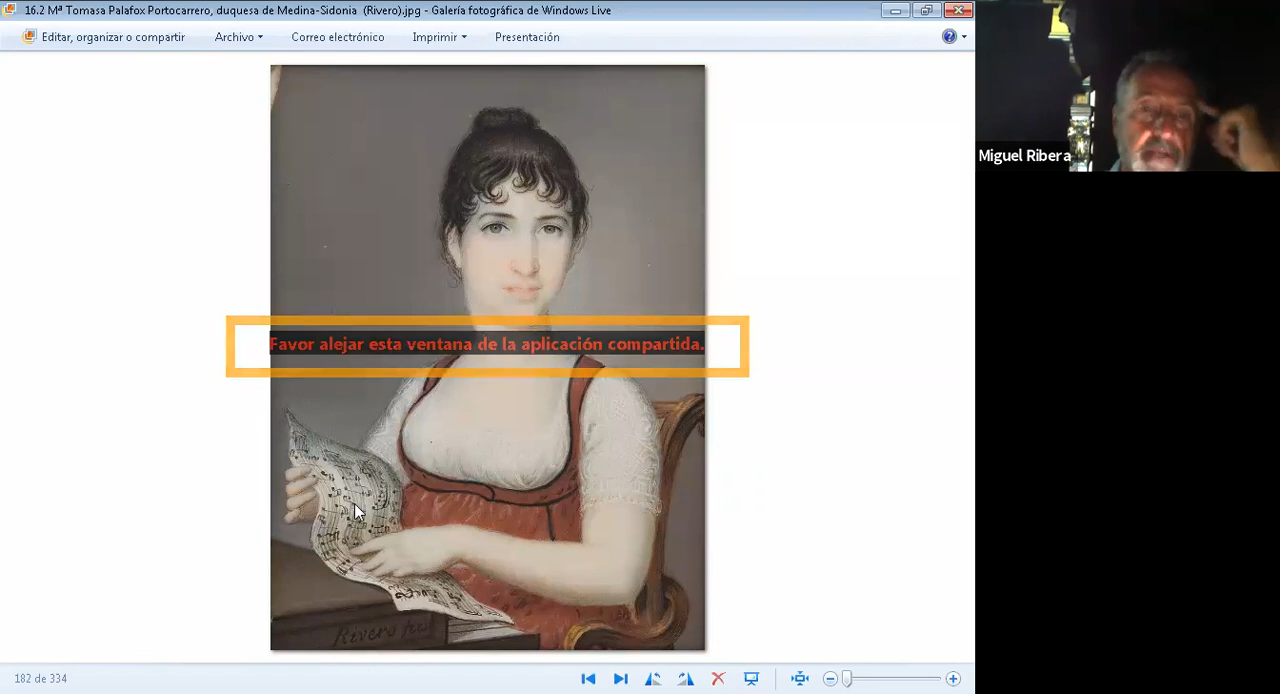 16.2 Mª Tomasa Palafox Portocarrero, duquesa de Medina-Sidonia (Rivero).jpg - Galería fotográfica de Windows Live
Editar, organizar o compartir Archivo Correo electrónico Imprimir Presentación
Miguel Ribera
Favor alejar esta ventana de la aplicación compartida.
Rivero
182 de 334